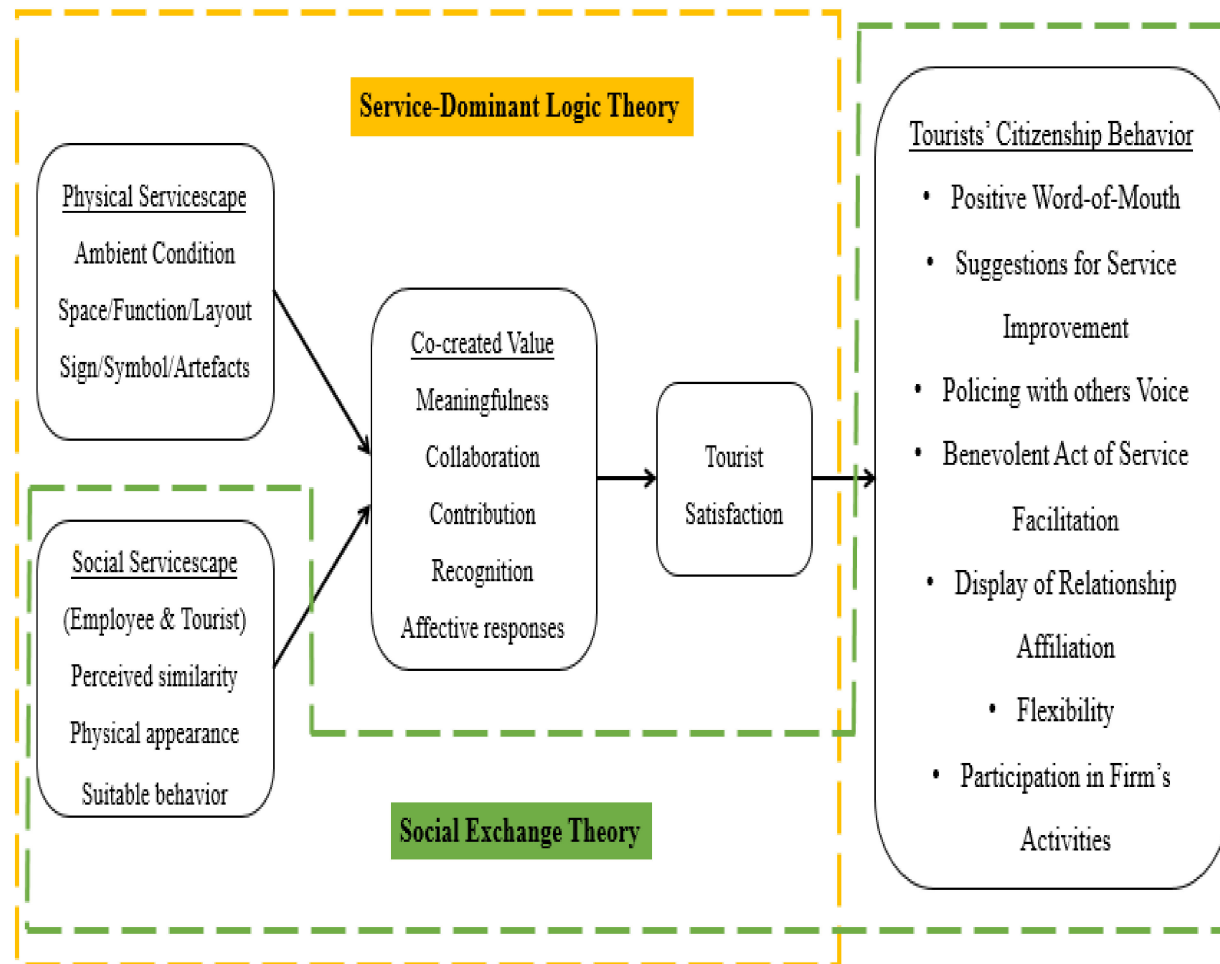 Service-Dominant Logic Theory
Physical Servicescape
Ambient Condition
Space/Function/Layout
Sign/Symbol/Artefacts
Social Servicescape
(Employee & Tourist)
Perceived similarity
Physical appearance
Suitable behavior
Co-created Value
Meaningfulness
Collaboration
Contribution
Recognition
Affective responses
Tourist
Satisfaction
Social Exchange Theory
Tourists’ Citizenship Behavior
• Positive Word-of-Mouth
• Suggestions for Service
Improvement
• Policing with others Voice
• Benevolent Act of Service
Facilitation
• Display of Relationship
Affiliation
• Flexibility
• Participation in Firm’s
Activities